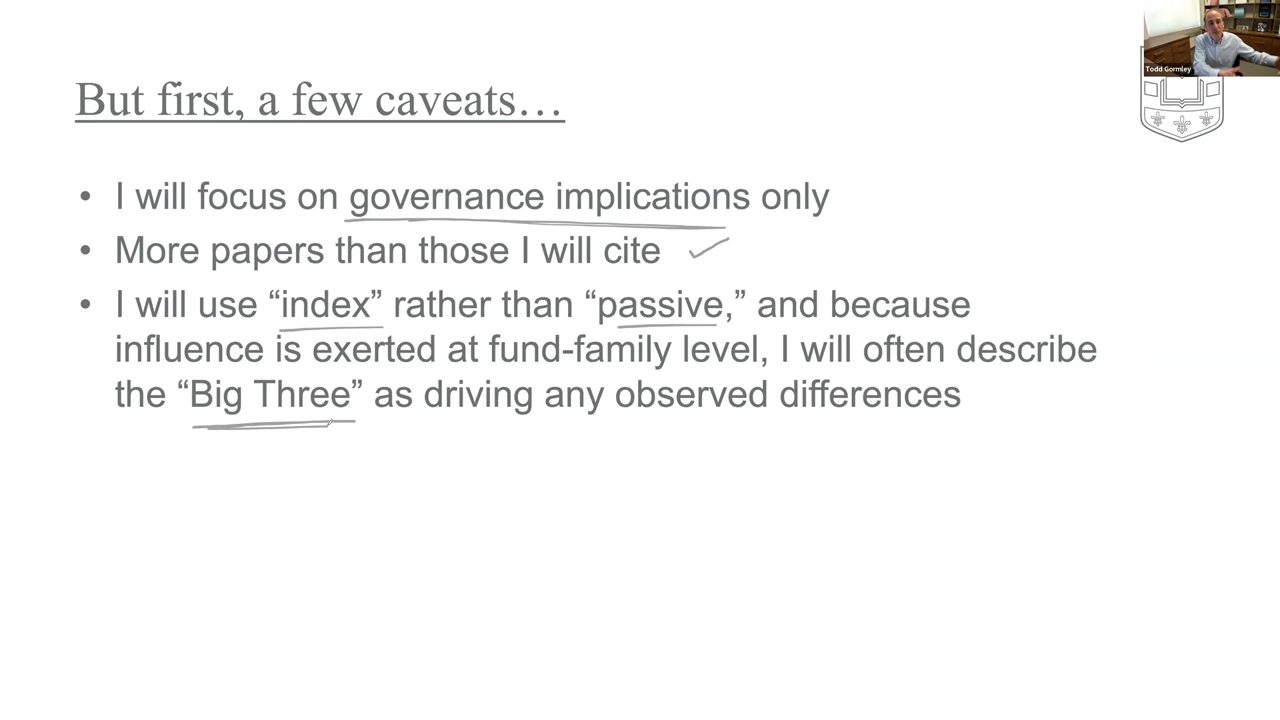 Todd Gormley
But first, a few caveats…
• I will focus on governance implications only
• More papers than those I will cite
• I will use “index” rather than “passive,” and because
influence is exerted at fund-family level, I will often describe
the “Big Three” as driving any observed differences